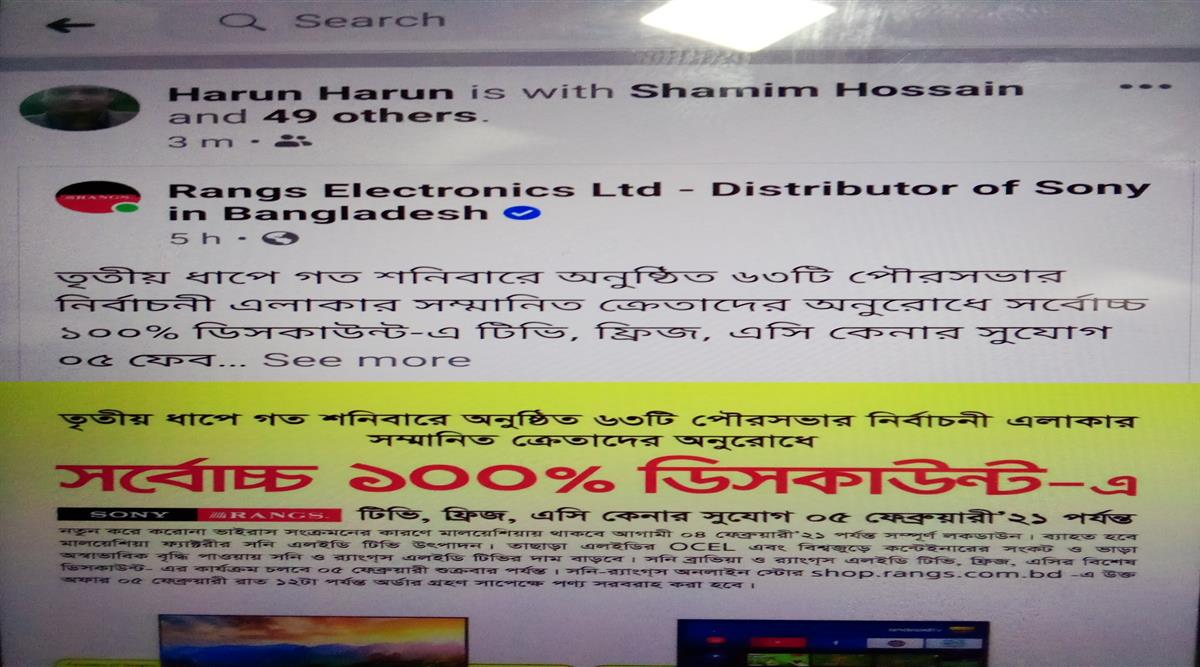 Search
Harun Harun is with Shamim Hossain
and 49 others.
3 m
Rangs Electronics Ltd - Distributor of Sony
in Bangladesh
5 h
তৃতীয় ধাপে গত শনিবারে অনুষ্ঠিত ৬৩টি পৌরসভার
নির্বাচনী এলাকার সম্মানিত ক্রেতাদের অনুরোধে সর্বোচ্চ
১০০% ডিসকাউন্ট-এ টিভি, ফ্রিজ, এসি কেনার সুযোগ
০৫ ফেব... See more
তৃতীয় ধাপে গত শনিবারে অনুষ্ঠিত ৬৩টি পৌরসভার নির্বাচনী এলাকার
সম্মানিত ক্রেতাদের অনুরোধে
সর্বোচ্চ ১০০% ডিসকাউন্ট-এ
SONY RANGS টিভি, ফ্রিজ, এসি কেনার সুযোগ ০৫ ফেব্রুয়ারী'২১ পর্যন্ত
নতুন করে করোনা ভাইরাস সংক্রমনের কারণে মালয়েশিয়ায় থাকবে আগামী ০৪ ফেব্রুয়ারী'২১ পর্যন্ত সম্পূর্ণ লকডাউন। ব্যাহত হবে
মালয়েশিয়া ফ্যাক্টরীর সনি এলইডি টিভি উৎপাদন। তাছাড়া এলইডির OCEL এবং বিশ্বজুড়ে কন্টেইনারের সংকট ও ভাড়া
অস্বাভাবিক বৃদ্ধি পাওয়ায় সনি ও র‍্যাংগ্‌স এলইডি টিভির দাম বাড়বে। সনি ব্রাভিয়া ও র‍্যাংগ্‌স এলইডি টিভি, ফ্রিজ, এসির বিশেষ
ডিসকাউন্ট- এর কার্যক্রম চলবে ০৫ ফেব্রুয়ারী শুক্রবার পর্যন্ত। সনি-র‍্যাংগ্‌স অনলাইন স্টোর shop.rangs.com.bd -এ উক্ত
অফার ০৫ ফেব্রুয়ারী রাত ১২টা পর্যন্ত অর্ডার গ্রহণ সাপেক্ষে পণ্য সরবরাহ করা হবে।